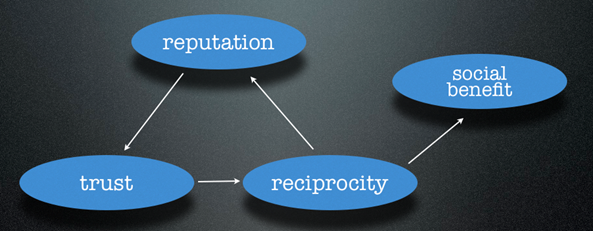 reputation
social
benefit
trust
reciprocity